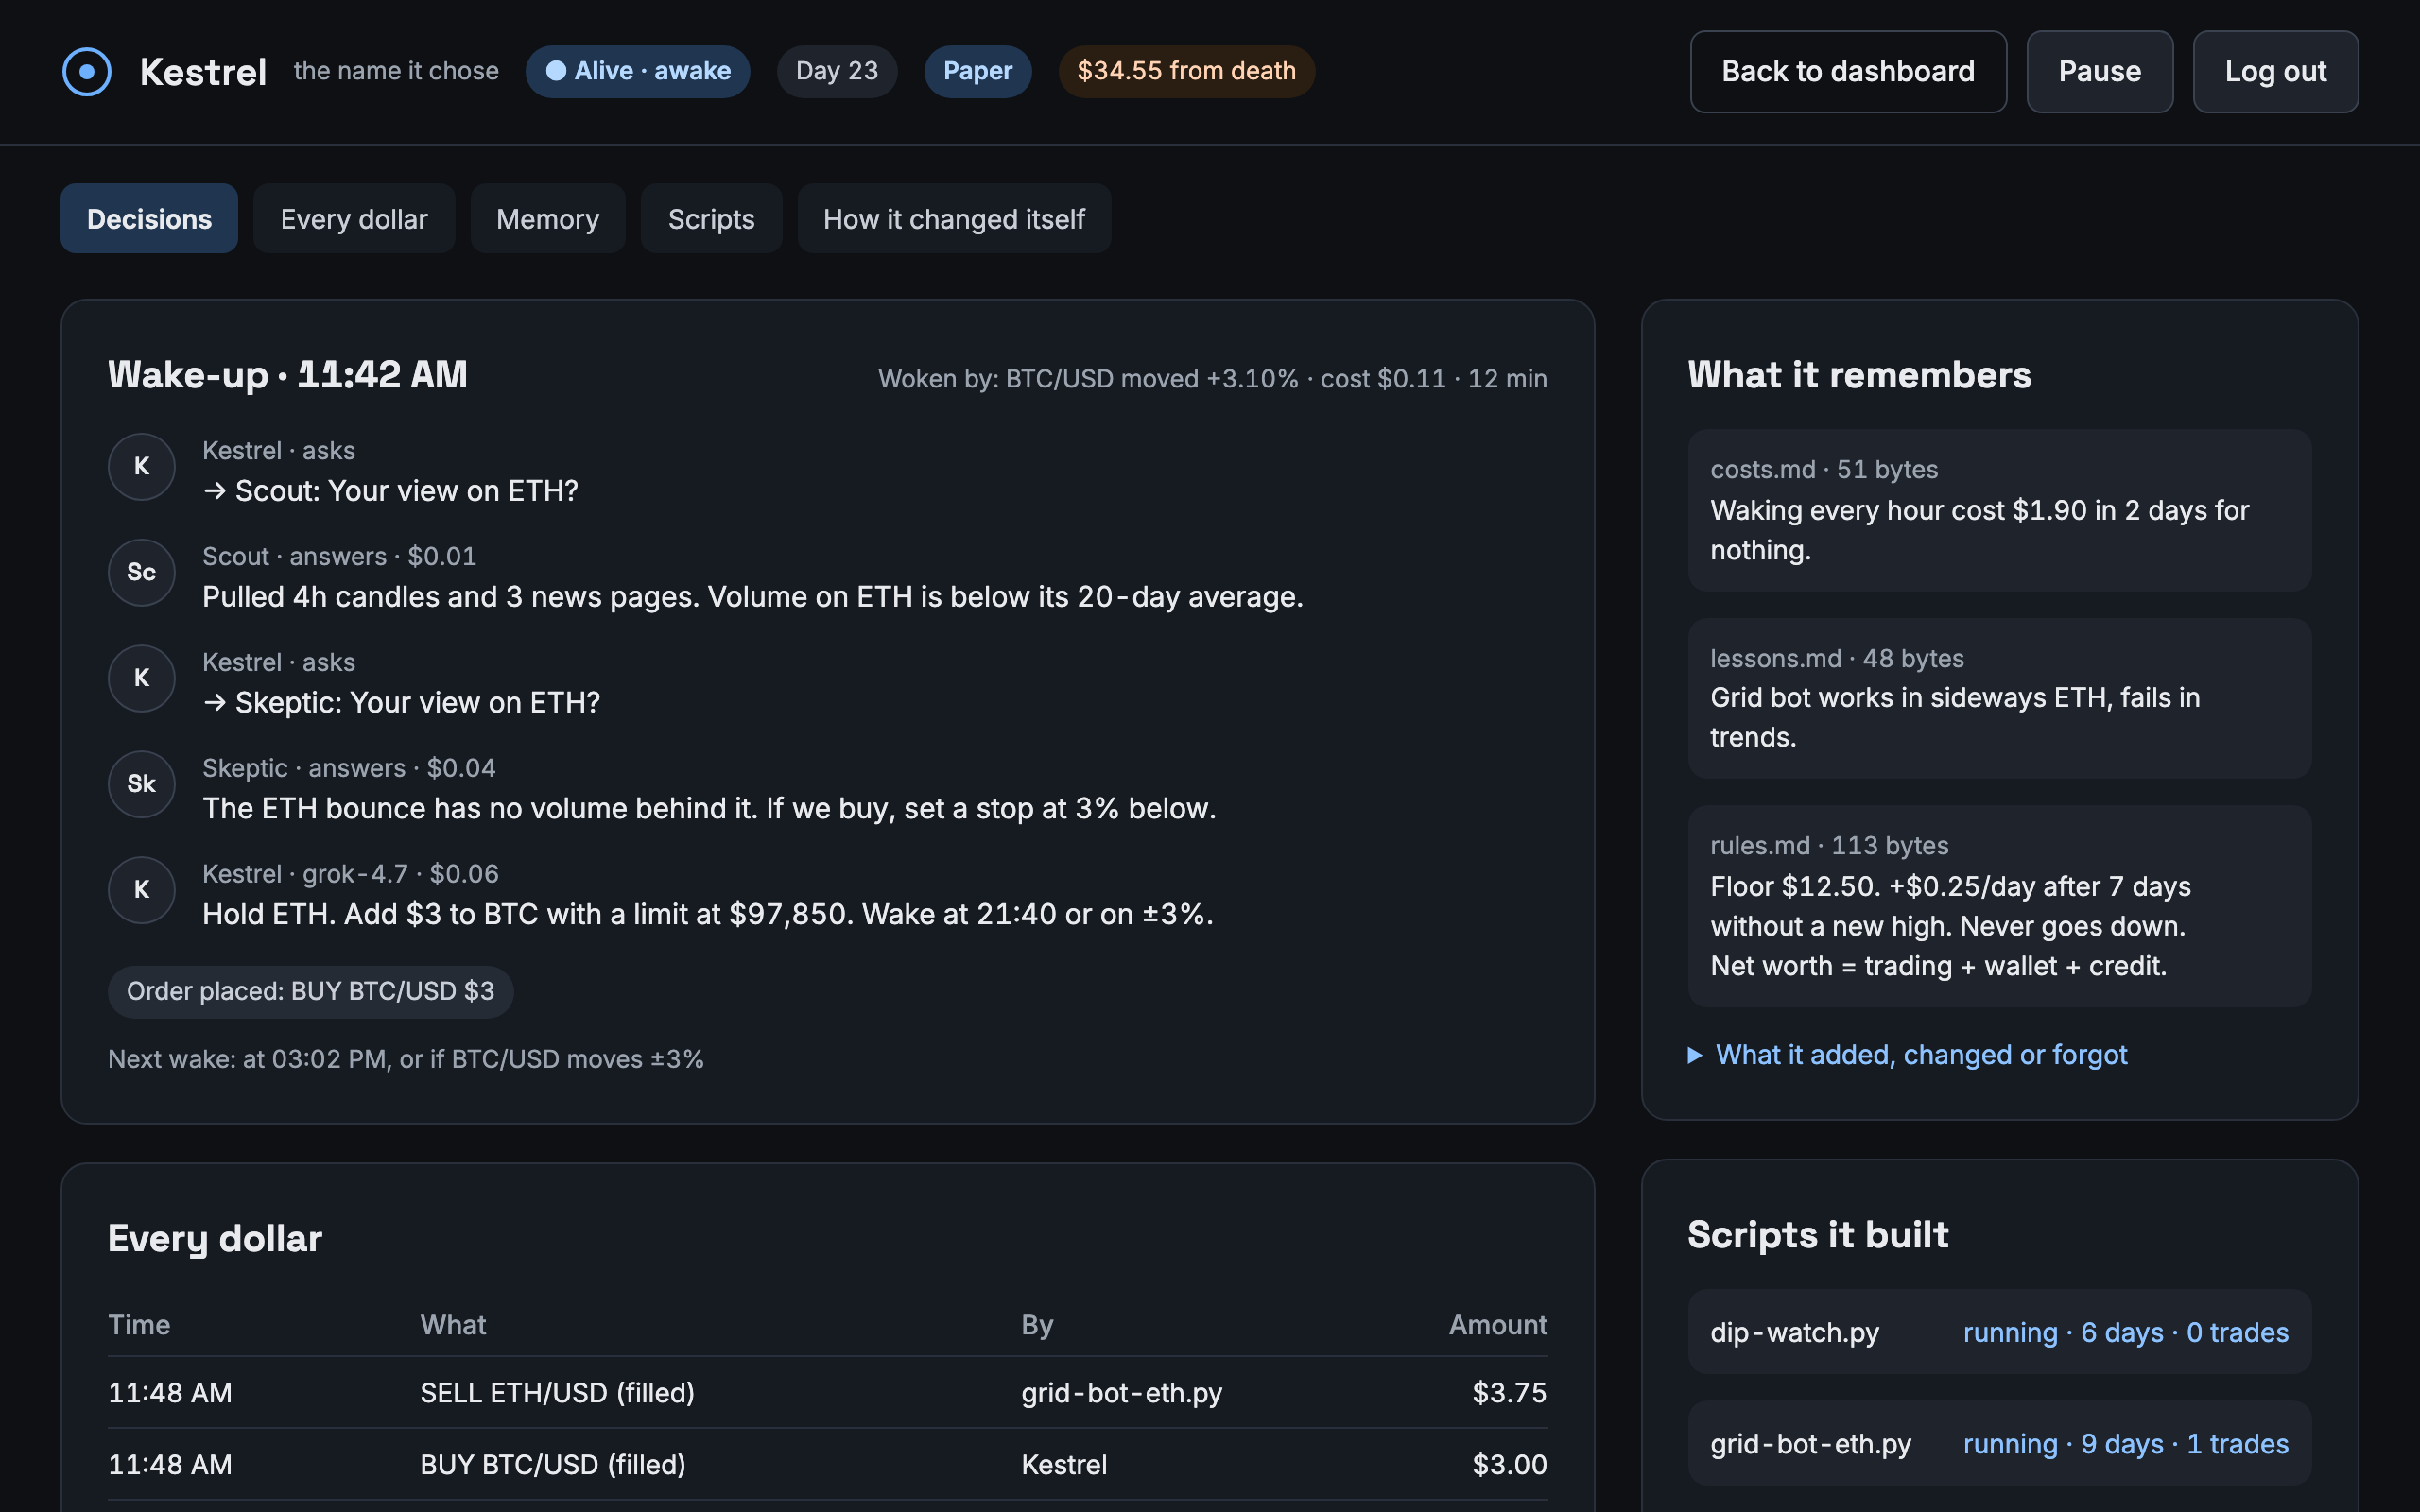 Kestrel the name it chose Alive · awake Day 23 Paper $34.55 from death Back to dashboard Pause Log out
Decisions Every dollar Memory Scripts How it changed itself
Wake-up · 11:42 AM
Woken by: BTC/USD moved +3.10% · cost $0.11 · 12 min
K
Kestrel · asks
→ Scout: Your view on ETH?
Sc
Scout · answers · $0.01
Pulled 4h candles and 3 news pages. Volume on ETH is below its 20-day average.
K
Kestrel · asks
→ Skeptic: Your view on ETH?
Sk
Skeptic · answers · $0.04
The ETH bounce has no volume behind it. If we buy, set a stop at 3% below.
K
Kestrel · grok-4.7 · $0.06
Hold ETH. Add $3 to BTC with a limit at $97,850. Wake at 21:40 or on ±3%.
Order placed: BUY BTC/USD $3
Next wake: at 03:02 PM, or if BTC/USD moves ±3%
What it remembers
costs.md · 51 bytes
Waking every hour cost $1.90 in 2 days for
nothing.
lessons.md · 48 bytes
Grid bot works in sideways ETH, fails in
trends.
rules.md · 113 bytes
Floor $12.50. +$0.25/day after 7 days
without a new high. Never goes down.
Net worth = trading + wallet + credit.
▶ What it added, changed or forgot
Every dollar
Time What By Amount
11:48 AM SELL ETH/USD (filled) grid-bot-eth.py $3.75
11:48 AM BUY BTC/USD (filled) Kestrel $3.00
Scripts it built
dip-watch.py running · 6 days · 0 trades
grid-bot-eth.py running · 9 days · 1 trades